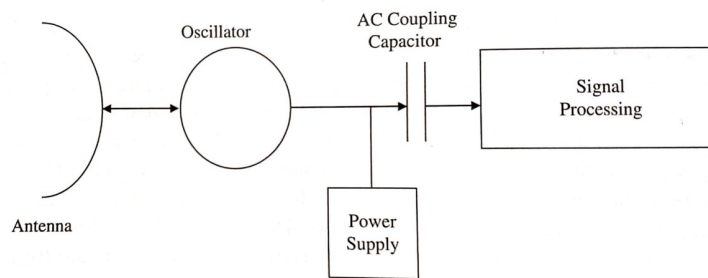 Oscillator
AC Coupling
Capacitor
Signal
Processing
Antenna
Power
Supply